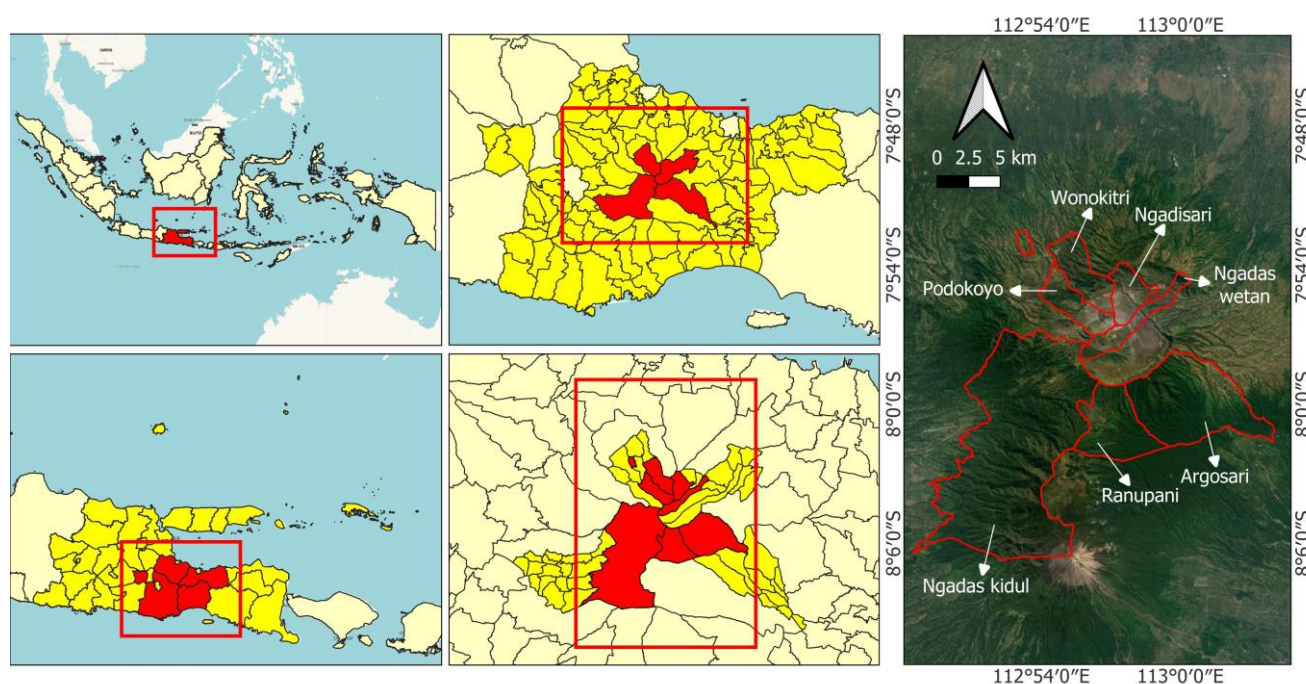 112°54′0″E 113°0′0″E
0 2.5 5 km
Wonokitri
Ngadisari
Podokoyo
Ngadas
wetan
Ranupani
Argosari
Ngadas kidul
7°48′0″S
7°54′0″S
8°0′0″S
8°6′0″S
7°48′0″S
7°54′0″S
8°0′0″S
8°6′0″S
112°54′0″E 113°0′0″E